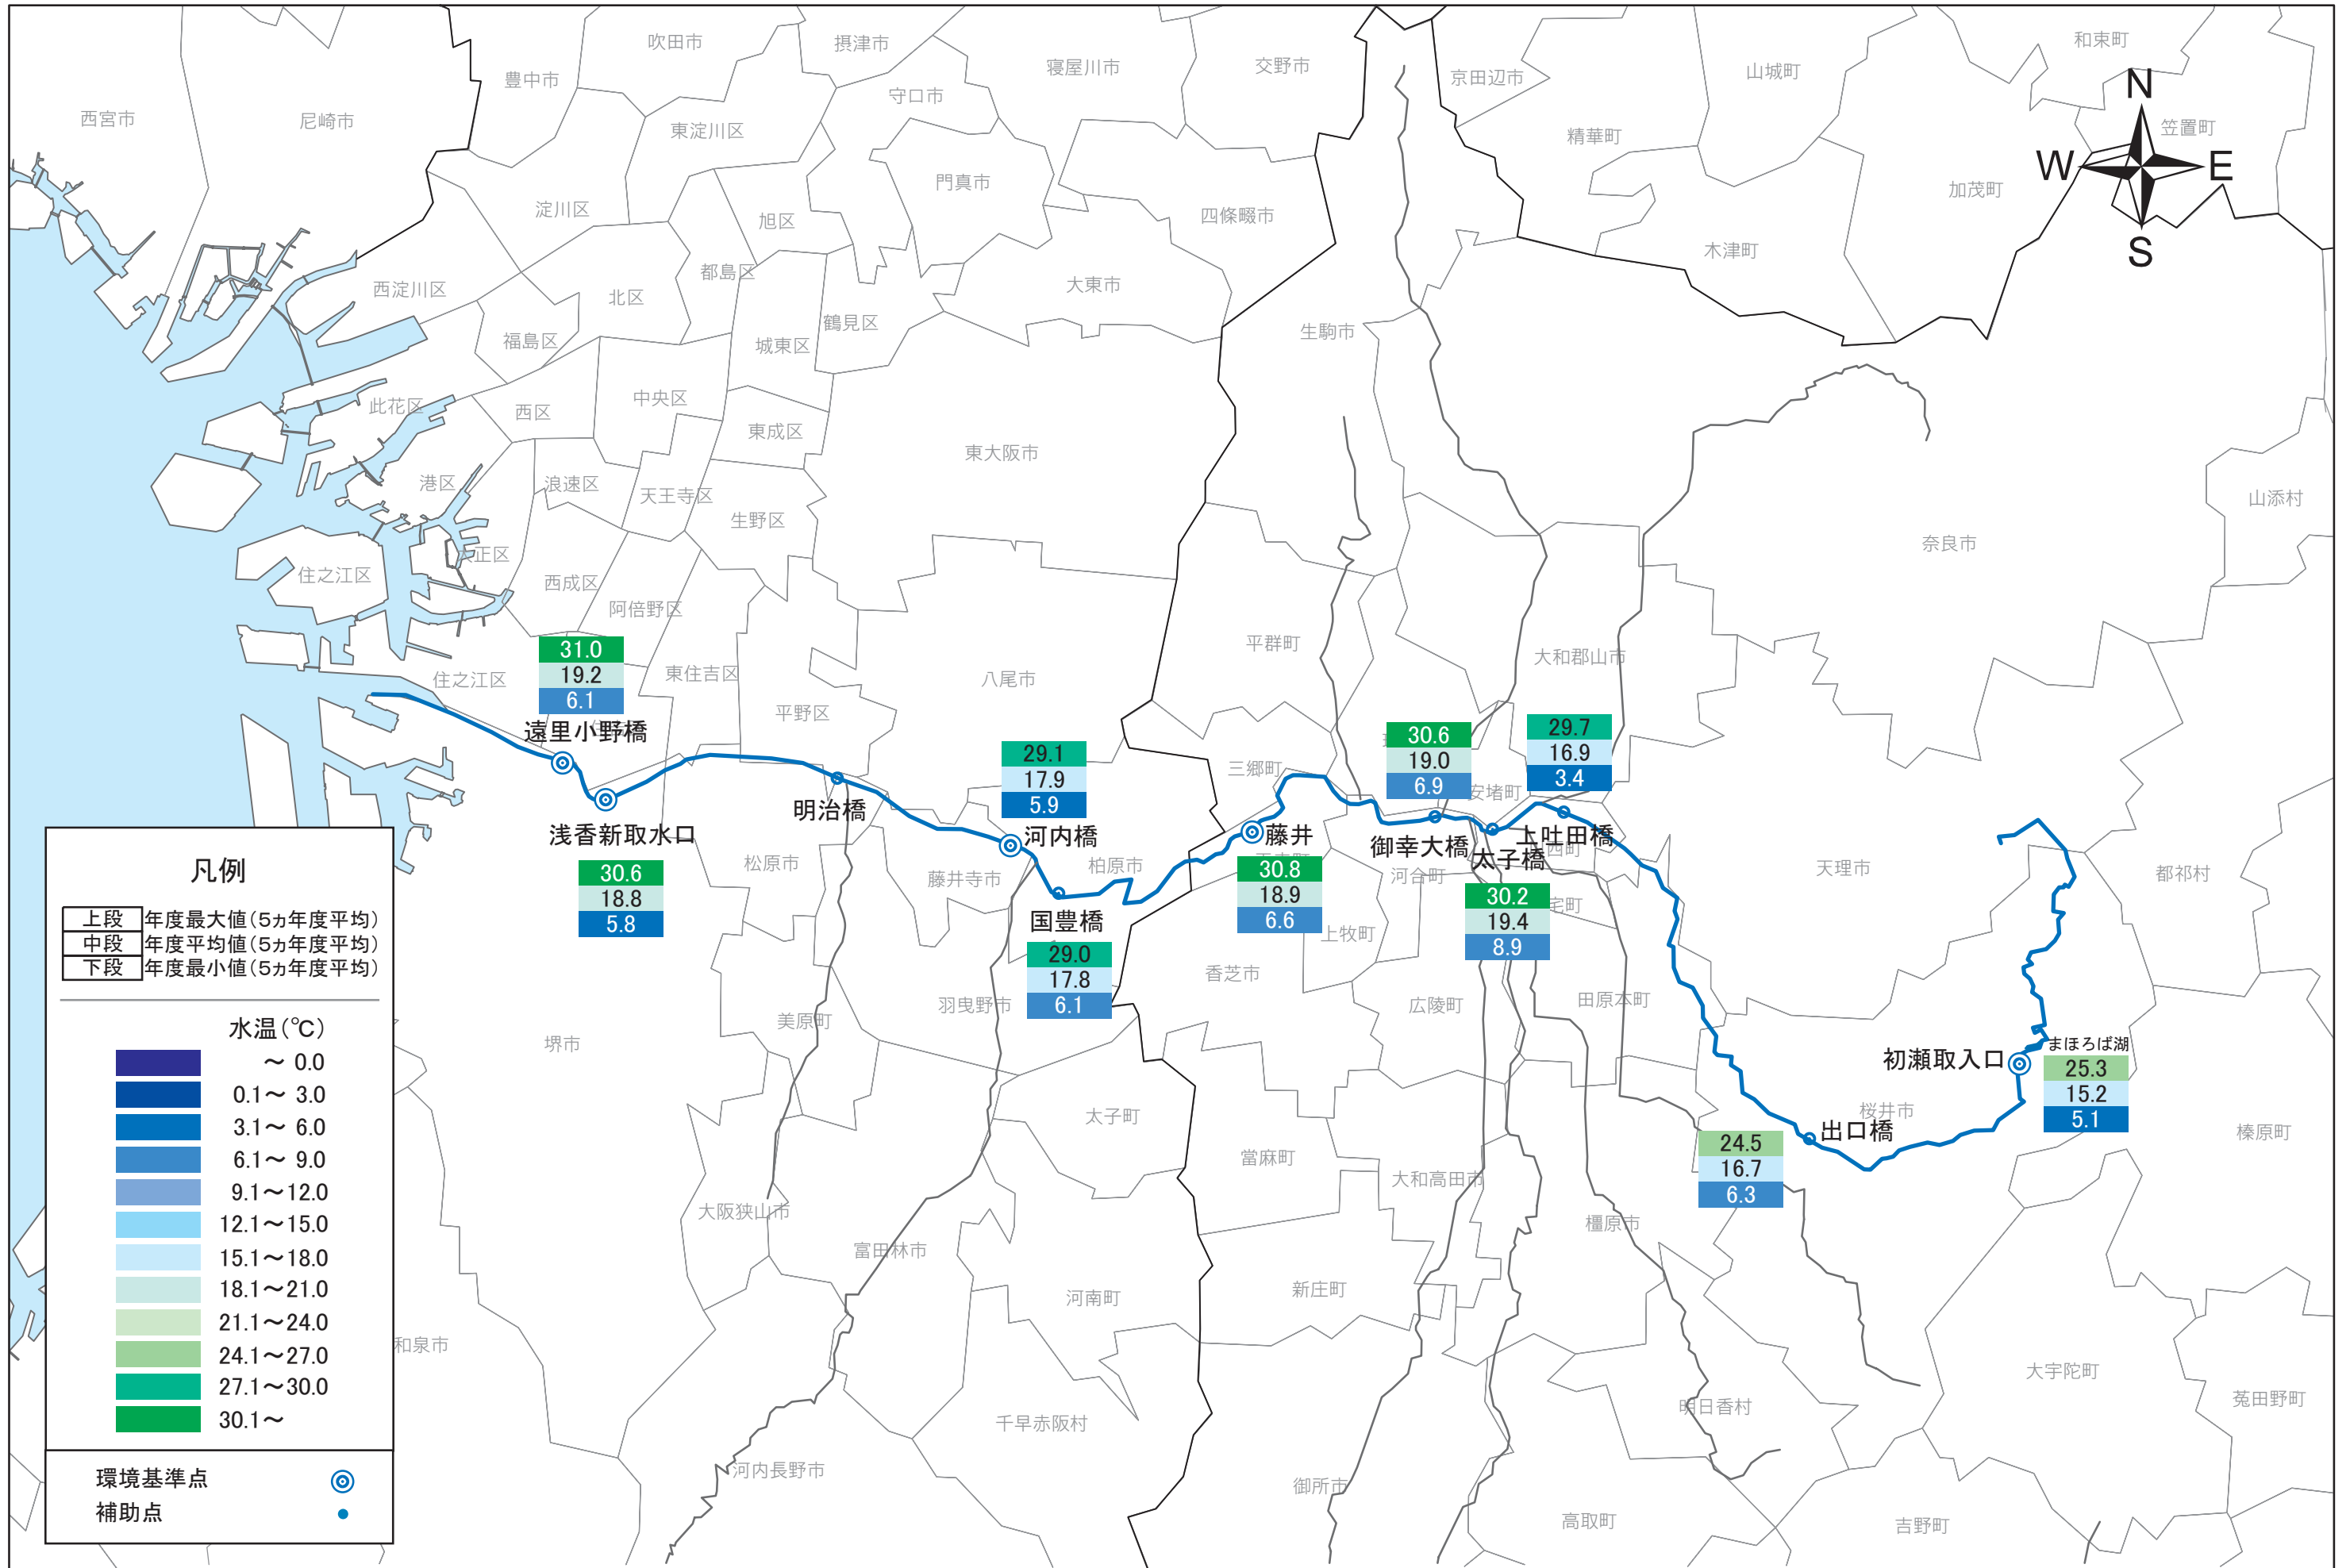 和束町
吹田市
摂津市
寝屋川市
交野市
京田辺市
山城町
豊中市
守口市
N
西宮市
尼崎市
東淀川区
精華町
笠置町
W
E
門真市
加茂町
淀川区
旭区
四條畷市
木津町
S
都島区
大東市
西淀川区
北区
鶴見区
生駒市
福島区
城東区
此花区
西区
中央区
東成区
東大阪市
港区
浪速区
天王寺区
山添村
生野区
奈良市
大正区
住之江区
西成区
阿倍野区
平群町
大和郡山市
31.0
19.2
6.1
住之江区
東住吉区
八尾市
平野区
遠里小野橋
29.1
17.9
5.9
三郷町
30.6
19.0
6.9
29.7
16.9
3.4
安堵町
浅香新取水口
明治橋
河内橋
藤井
御幸大橋
太子橋
上吐田橋
西町
30.6
18.8
5.8
松原市
藤井寺市
柏原市
30.8
18.9
6.6
河合町
30.2
19.4
8.9
宅町
天理市
都祁村
国豊橋
29.0
17.8
6.1
上牧町
香芝市
羽曳野市
広陵町
田原本町
美原町
堺市
初瀬取入口
まほろば湖
25.3
15.2
5.1
太子町
桜井市
出口橋
榛原町
24.5
16.7
6.3
當麻町
大和高田市
大阪狭山市
橿原市
富田林市
新庄町
河南町
和泉市
大宇陀町
菟田野町
明日香村
千早赤阪村
河内長野市
御所市
高取町
吉野町
凡例
上段 年度最大値(5ヵ年度平均)
中段 年度平均値(5ヵ年度平均)
下段 年度最小値(5ヵ年度平均)
水温(℃)
～ 0.0
0.1～ 3.0
3.1～ 6.0
6.1～ 9.0
9.1～12.0
12.1～15.0
15.1～18.0
18.1～21.0
21.1～24.0
24.1～27.0
27.1～30.0
30.1～
環境基準点
補助点